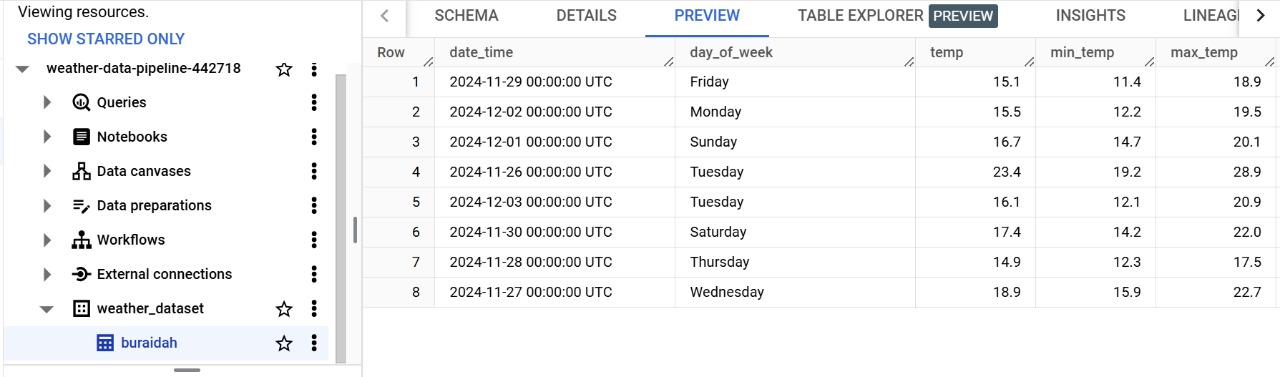 Viewing resources.
SHOW STARRED ONLY
weather-data-pipeline-442718
Queries
Notebooks
Data canvases
Data preparations
Workflows
External connections
weather_dataset
buraidah
SCHEMA DETAILS PREVIEW TABLE EXPLORER PREVIEW INSIGHTS LINEAG
Row date_time day_of_week temp min_temp max_temp
1 2024-11-29 00:00:00 UTC Friday 15.1 11.4 18.9
2 2024-12-02 00:00:00 UTC Monday 15.5 12.2 19.5
3 2024-12-01 00:00:00 UTC Sunday 16.7 14.7 20.1
4 2024-11-26 00:00:00 UTC Tuesday 23.4 19.2 28.9
5 2024-12-03 00:00:00 UTC Tuesday 16.1 12.1 20.9
6 2024-11-30 00:00:00 UTC Saturday 17.4 14.2 22.0
7 2024-11-28 00:00:00 UTC Thursday 14.9 12.3 17.5
8 2024-11-27 00:00:00 UTC Wednesday 18.9 15.9 22.7